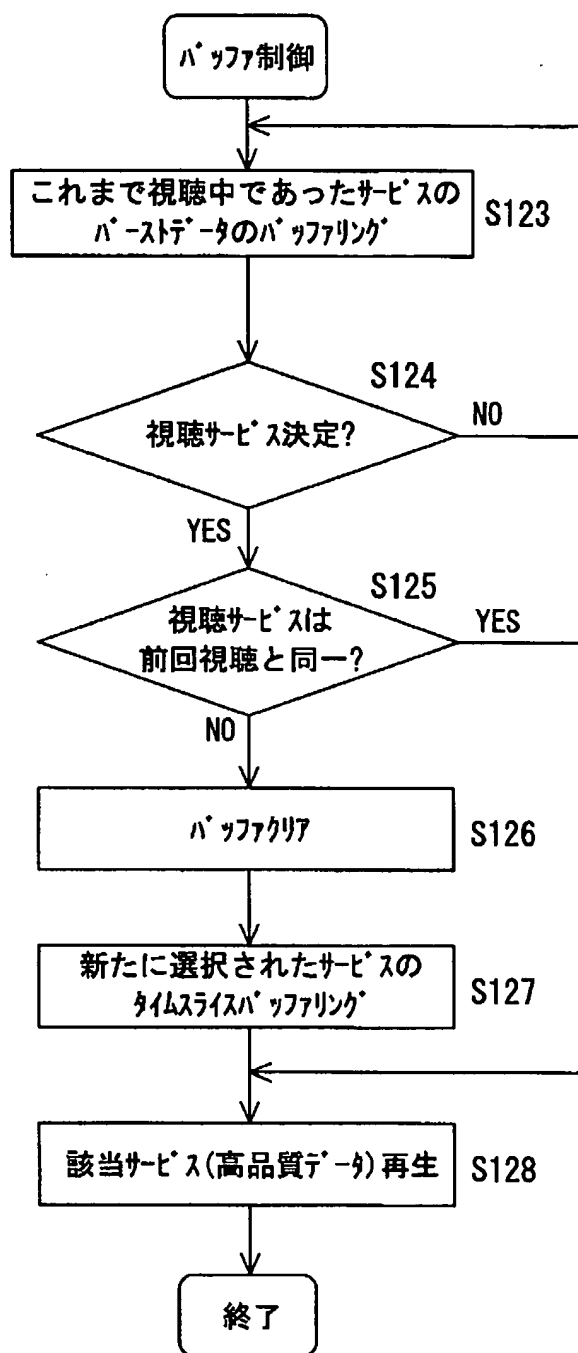 バッファ制御
これまで視聴中であったサービスの
バーストデータのバッファリング
S123
S124
視聴サービス決定?
NO
YES
S125
視聴サービスは
前回視聴と同一?
YES
NO
バッファクリア
S126
新たに選択されたサービスの
タイムスライスバッファリング
S127
該当サービス(高品質データ)再生
S128
終了